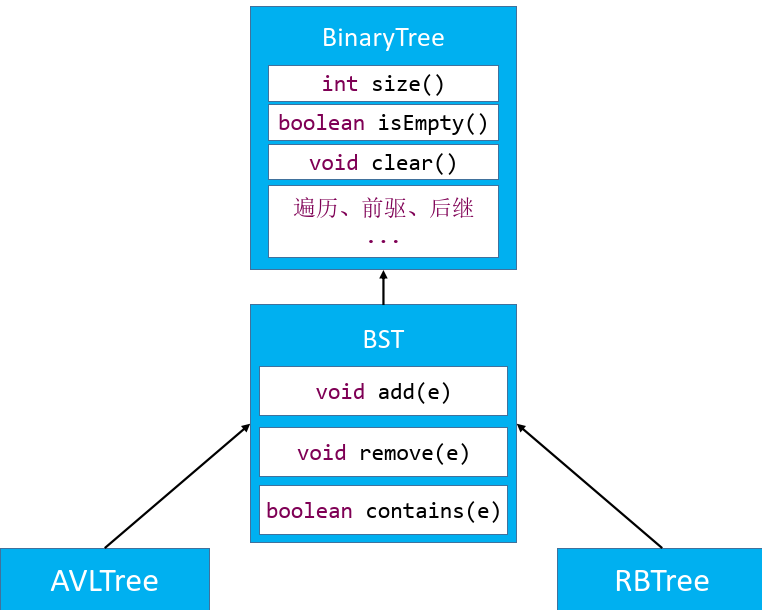 BinaryTree
int size()
boolean isEmpty()
void clear()
遍历、前驱、后继
...
BST
void add(e)
void remove(e)
boolean contains(e)
AVLTree
RBTree